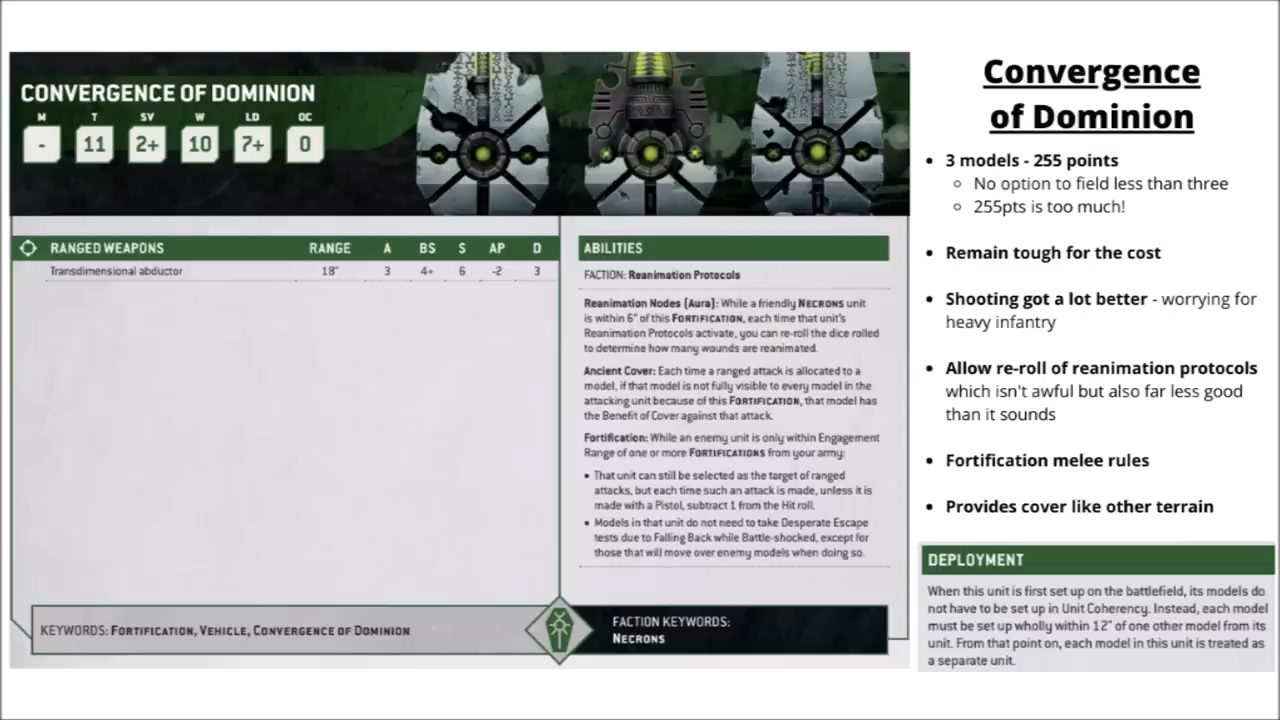 CONVERGENCE OF DOMINION
M T SV W LD OC
- 11 2+ 10 7+ 0
RANGED WEAPONS RANGE A BS S AP D
Transdimensional abductor 18" 3 4+ 6 -2 3
ABILITIES
FACTION: Reanimation Protocols
Reanimation Nodes (Aura): While a friendly NECRONS unit
is within 6" of this FORTIFICATION, each time that unit's
Reanimation Protocols activate, you can re-roll the dice rolled
to determine how many wounds are reanimated.
Ancient Cover: Each time a ranged attack is allocated to a
model, if that model is not fully visible to every model in the
attacking unit because of this FORTIFICATION, that model has
the Benefit of Cover against that attack.
Fortification: While an enemy unit is only within Engagement
Range of one or more FORTIFICATIONS from your army:
• That unit can still be selected as the target of ranged
attacks, but each time such an attack is made, unless it is
made with a Pistol, subtract 1 from the Hit roll.
• Models in that unit do not need to take Desperate Escape
tests due to Falling Back while Battle-shocked, except for
those that will move over enemy models when doing so.
KEYWORDS: FORTIFICATION, VEHICLE, CONVERGENCE OF DOMINION
FACTION KEYWORDS:
NECRONS
Convergence
of Dominion
• 3 models - 255 points
◦ No option to field less than three
◦ 255pts is too much!
• Remain tough for the cost
• Shooting got a lot better - worrying for
heavy infantry
• Allow re-roll of reanimation protocols
which isn't awful but also far less good
than it sounds
• Fortification melee rules
• Provides cover like other terrain
DEPLOYMENT
When this unit is first set up on the battlefield, its models do
not have to be set up in Unit Coherency. Instead, each model
must be set up wholly within 12" of one other model from its
unit. From that point on, each model in this unit is treated as
a separate unit.